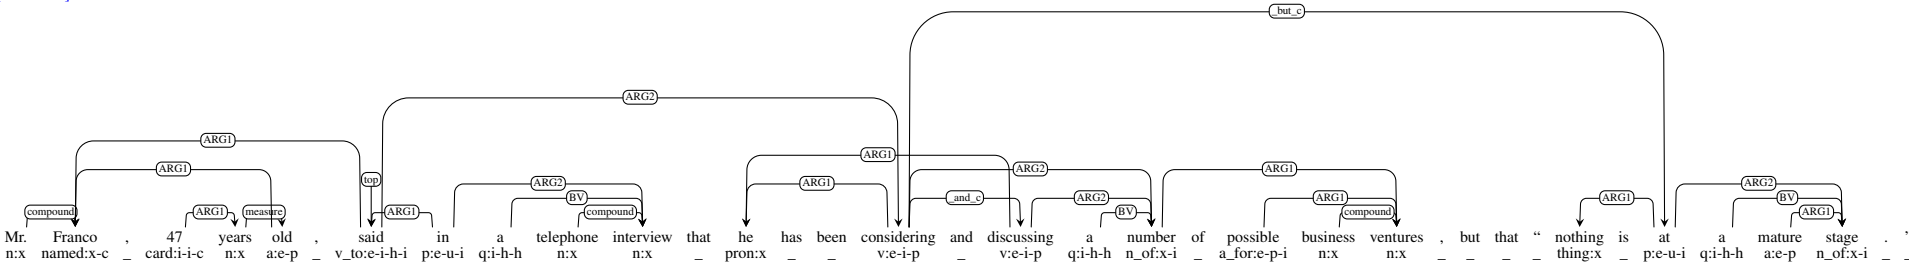 _but_c
ARG2
ARG1 ARG1
ARG1 top ARG2 ARG1 ARG2 ARG1 ARG2
BV _and_c ARG2 ARG1 ARG1 BV
compound ARG1 measure ARG1 compound BV compound ARG1
Mr. Franco , 47 years old , said in a telephone interview that he has been considering and discussing a number of possible business ventures , but that “ nothing is at a mature stage . ’
n:x named:x-c _ card:i-i-c n:x a:e-p _ v_to:e-i-h-i p:e-u-i q:i-h-h n:x n:x _ pron:x _ _ v:e-i-p _ v:e-i-p q:i-h-h n_of:x-i _ a_for:e-p-i n:x n:x _ _ _ _ thing:x _ p:e-u-i q:i-h-h a:e-p n_of:x-i _ _